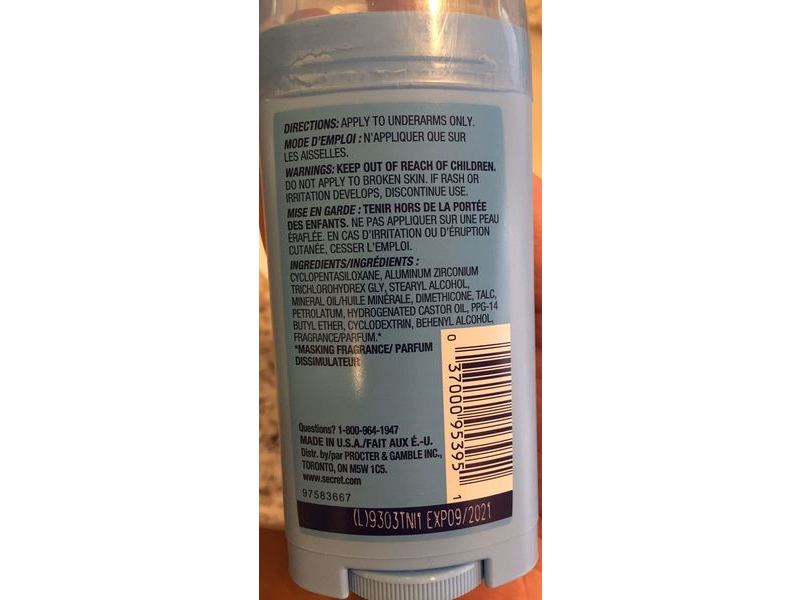 DIRECTIONS: APPLY TO UNDERARMS ONLY.
MODE D'EMPLOI : N'APPLIQUER QUE SUR
LES AISSELLES.
WARNINGS: KEEP OUT OF REACH OF CHILDREN.
DO NOT APPLY TO BROKEN SKIN. IF RASH OR
IRRITATION DEVELOPS, DISCONTINUE USE.
MISE EN GARDE : TENIR HORS DE LA PORTÉE
DES ENFANTS. NE PAS APPLIQUER SUR UNE PEAU
ÉRAFLÉE. EN CAS D'IRRITATION OU D'ÉRUPTION
CUTANÉE, CESSER L'EMPLOI.
INGREDIENTS/INGRÉDIENTS :
CYCLOPENTASILOXANE, ALUMINUM ZIRCONIUM
TRICHLOROHYDREX GLY, STEARYL ALCOHOL,
MINERAL OIL/HUILE MINÉRALE, DIMETHICONE, TALC,
PETROLATUM, HYDROGENATED CASTOR OIL, PPG-14
BUTYL ETHER, CYCLODEXTRIN, BEHENYL ALCOHOL,
FRAGRANCE/PARFUM.*
*MASKING FRAGRANCE/ PARFUM
DISSIMULATEUR
0 37000 95395 1
Questions? 1-800-964-1947
MADE IN U.S.A./FAIT AUX É.-U.
Distr. by/par PROCTER & GAMBLE INC.,
TORONTO, ON M5W 1C5.
www.secret.com
97583667
(L)9303TNI1 EXP09/2021